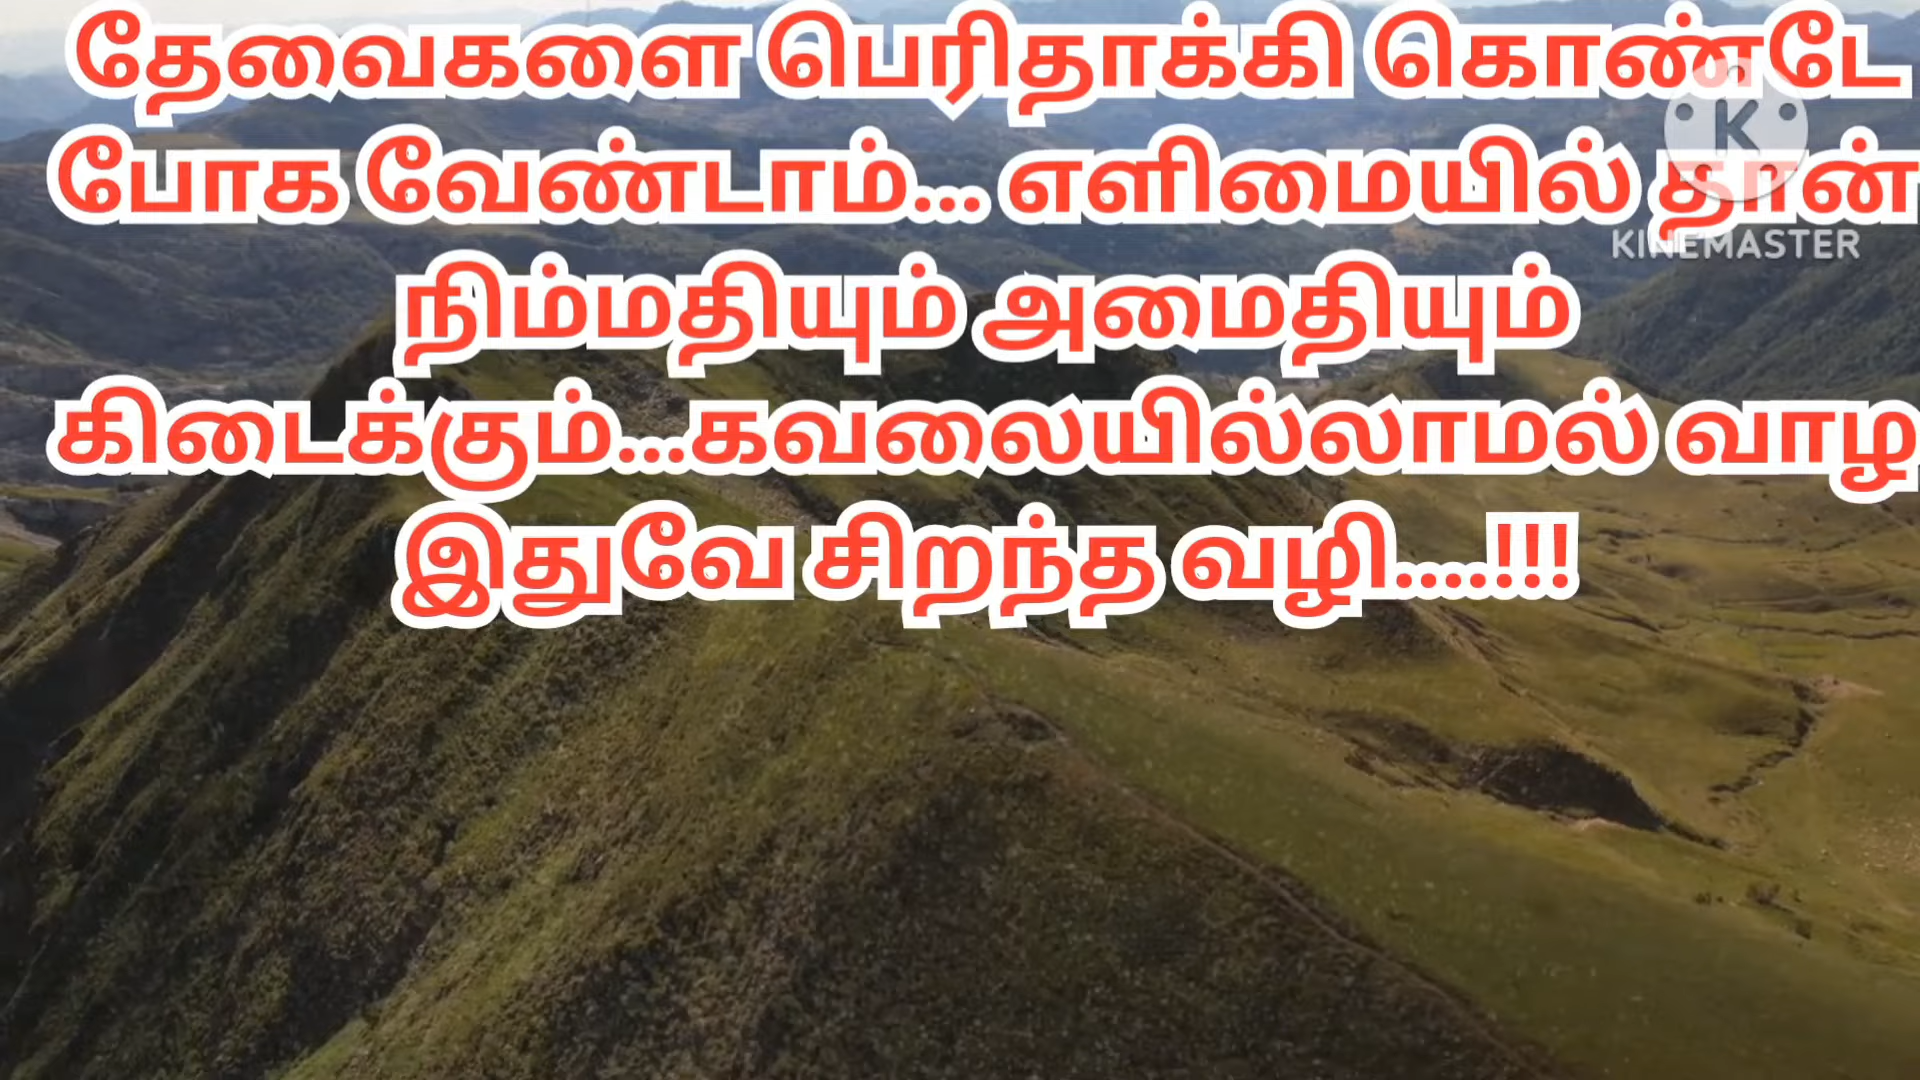 தேவைகளை பெரிதாக்கி கொண்டே
போக வேண்டாம்... எளிமையில் தான்
நிம்மதியும் அமைதியும்
கிடைக்கும்...கவலையில்லாமல் வாழ
இதுவே சிறந்த வழி....!!!
K
KINEMASTER